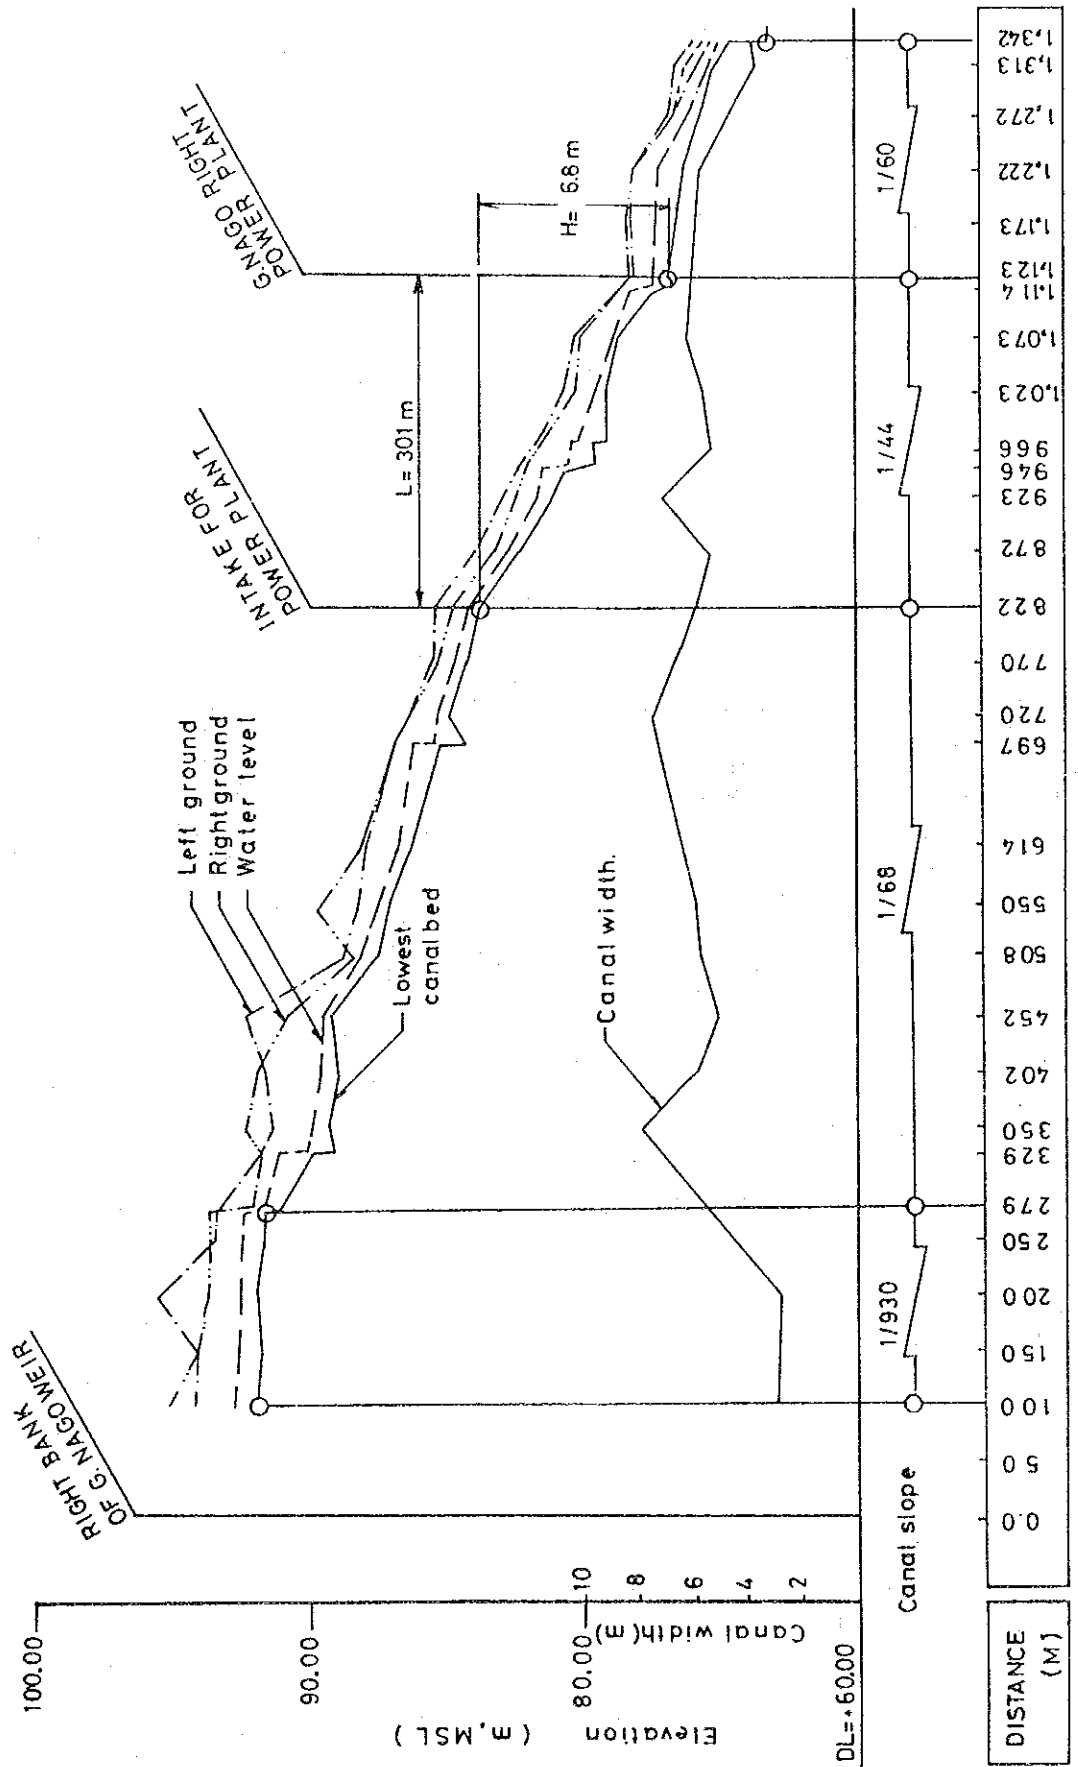 RIGHT BANK
OF G. NAGO WEIR
INTAKE FOR
POWER PLANT
G.NAGO RIGHT
POWER PLANT
100.00
90.00
80.00
DL=+60.00
Elevation
(m, MSL)
Canal width(m)
10
8
6
4
2
Left ground
Right ground
Water level
Lowest
canal bed
Canal width.
L= 301m
H= 6.8m
Canal slope
1/930
1/68
1/44
1/60
DISTANCE
(M)
0.0
50
100
150
200
250
279
329
350
402
452
508
550
614
697
720
770
822
872
923
946
966
1,023
1,073
1,114
1,123
1,173
1,222
1,272
1,313
1,342